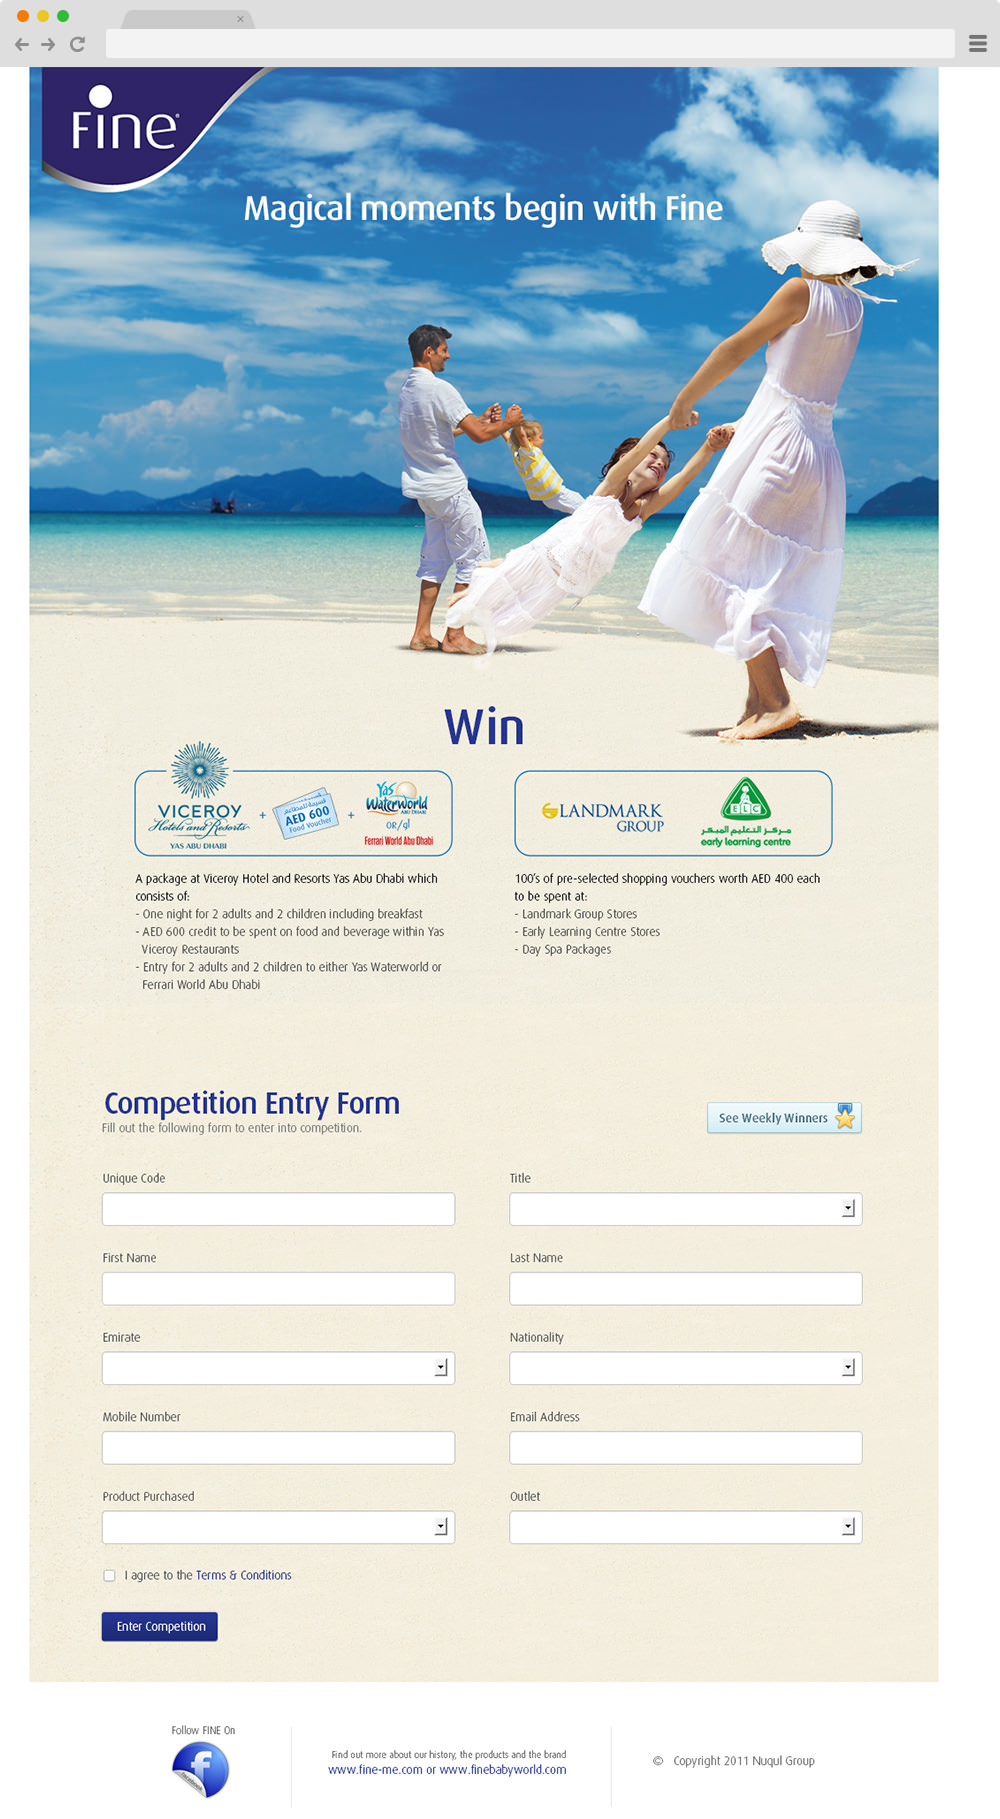 Fine
Magical moments begin with Fine
Win
VICEROY
Hotels and Resorts
YAS ABU DHABI
+
قسيمة للمطاعم
AED 600
Food Voucher
+
Yas
Waterworld
ABU DHABI
OR/أو
Ferrari World Abu Dhabi
LANDMARK
GROUP
ELC
مركز التعليم المبكر
early learning centre
A package at Viceroy Hotel and Resorts Yas Abu Dhabi which
consists of:
- One night for 2 adults and 2 children including breakfast
- AED 600 credit to be spent on food and beverage within Yas
Viceroy Restaurants
- Entry for 2 adults and 2 children to either Yas Waterworld or
Ferrari World Abu Dhabi
100's of pre-selected shopping vouchers worth AED 400 each
to be spent at:
- Landmark Group Stores
- Early Learning Centre Stores
- Day Spa Packages
Competition Entry Form
Fill out the following form to enter into competition.
See Weekly Winners
Unique Code
Title
First Name
Last Name
Emirate
Nationality
Mobile Number
Email Address
Product Purchased
Outlet
I agree to the Terms & Conditions
Enter Competition
Follow FINE On
f
Find out more about our history, the products and the brand
www.fine-me.com or www.finebabyworld.com
© Copyright 2011 Nuqul Group